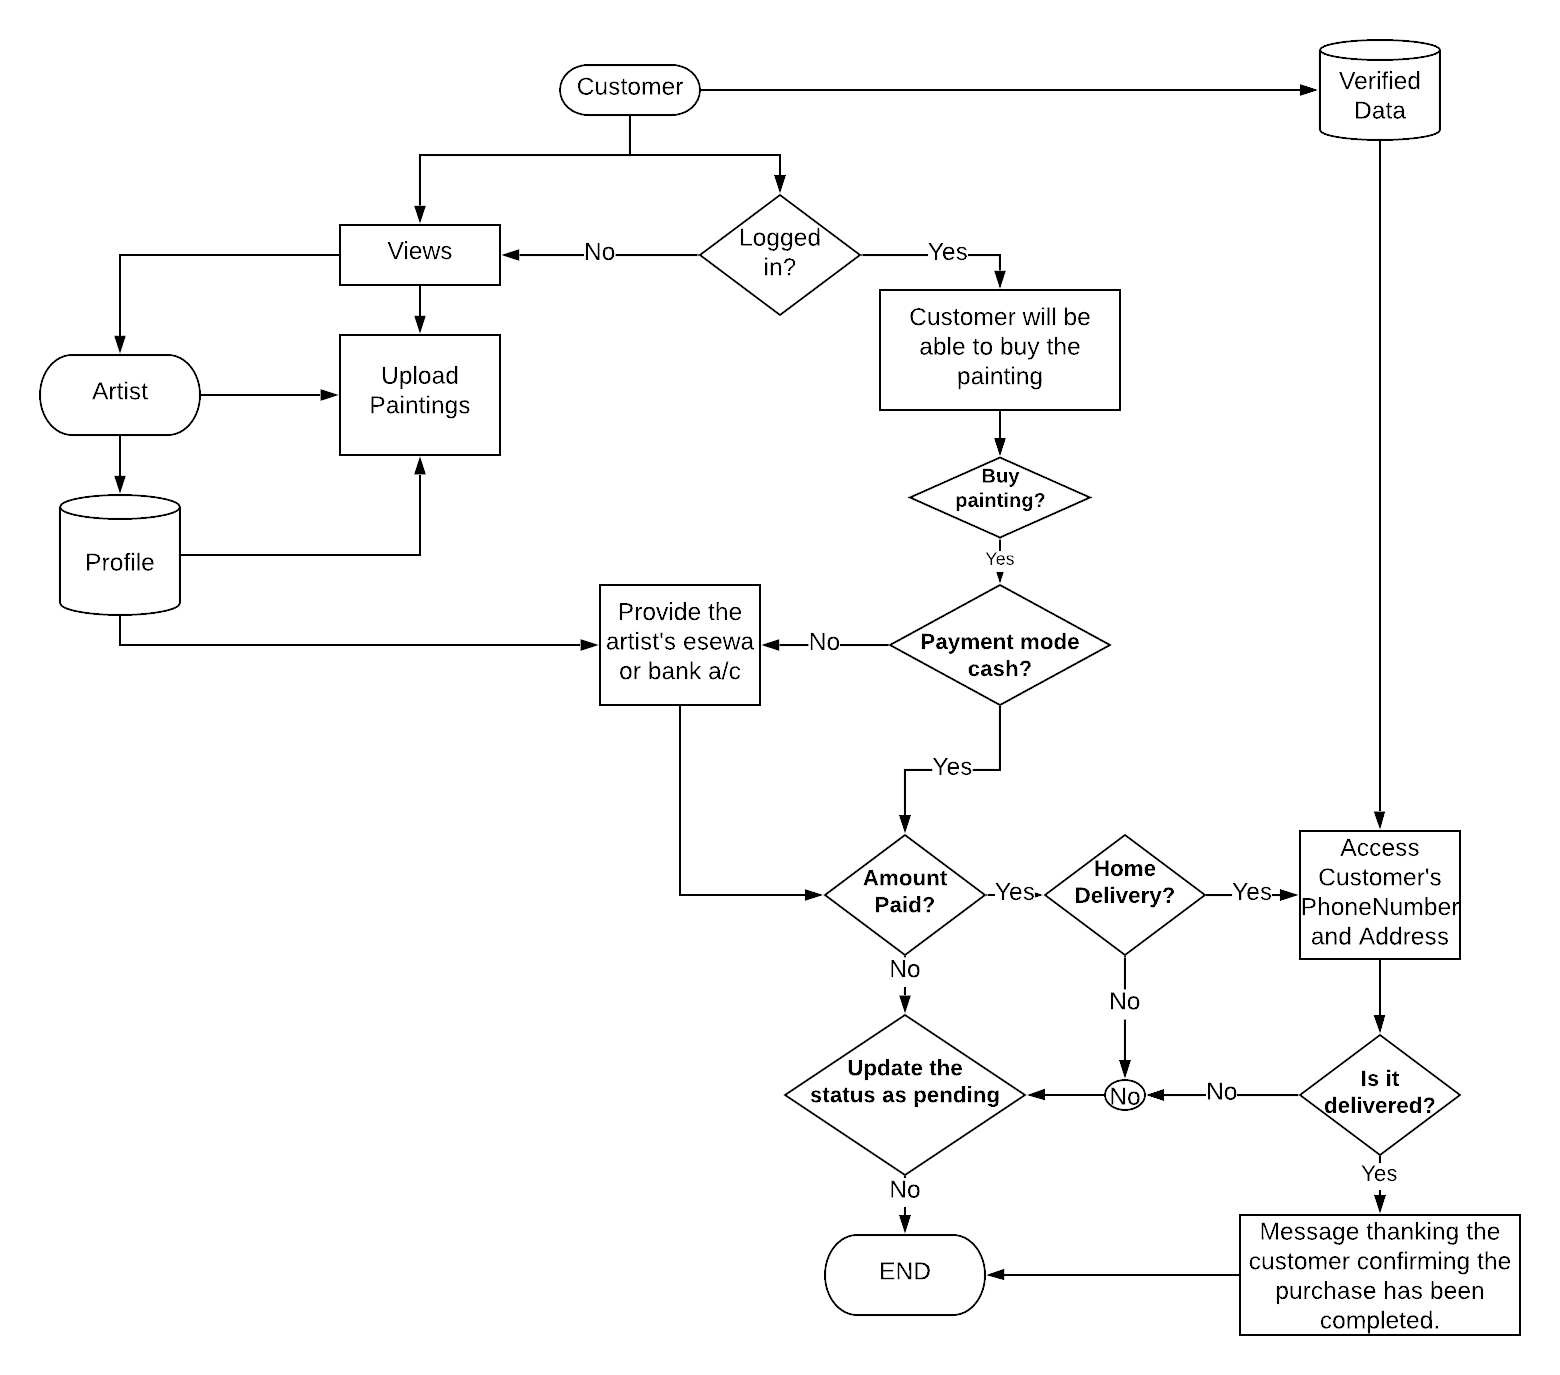 Customer
Verified
Data
Logged
in?
Views
No
Yes
Customer will be
able to buy the
painting
Artist
Upload
Paintings
Buy
painting?
Profile
Yes
Provide the
artist's esewa
or bank a/c
No
Payment mode
cash?
Yes
Amount
Paid?
Yes
Home
Delivery?
Yes
Access
Customer's
PhoneNumber
and Address
No
No
Update the
status as pending
No
No
Is it
delivered?
Yes
No
END
Message thanking the
customer confirming the
purchase has been
completed.